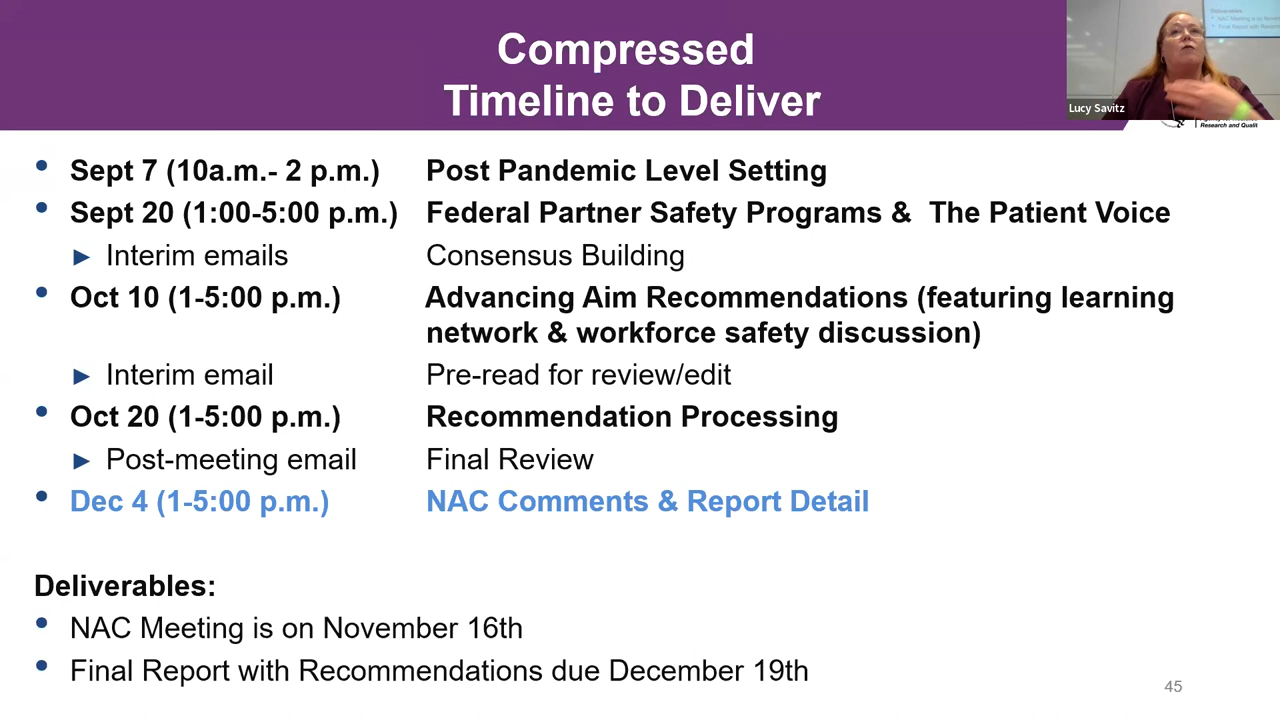 Compressed
Timeline to Deliver
Lucy Savitz
Research and Qualit
• Sept 7 (10a.m.- 2 p.m.) Post Pandemic Level Setting
• Sept 20 (1:00-5:00 p.m.) Federal Partner Safety Programs & The Patient Voice
► Interim emails Consensus Building
• Oct 10 (1-5:00 p.m.) Advancing Aim Recommendations (featuring learning
network & workforce safety discussion)
► Interim email Pre-read for review/edit
• Oct 20 (1-5:00 p.m.) Recommendation Processing
► Post-meeting email Final Review
• Dec 4 (1-5:00 p.m.) NAC Comments & Report Detail
Deliverables:
• NAC Meeting is on November 16th
• Final Report with Recommendations due December 19th
45